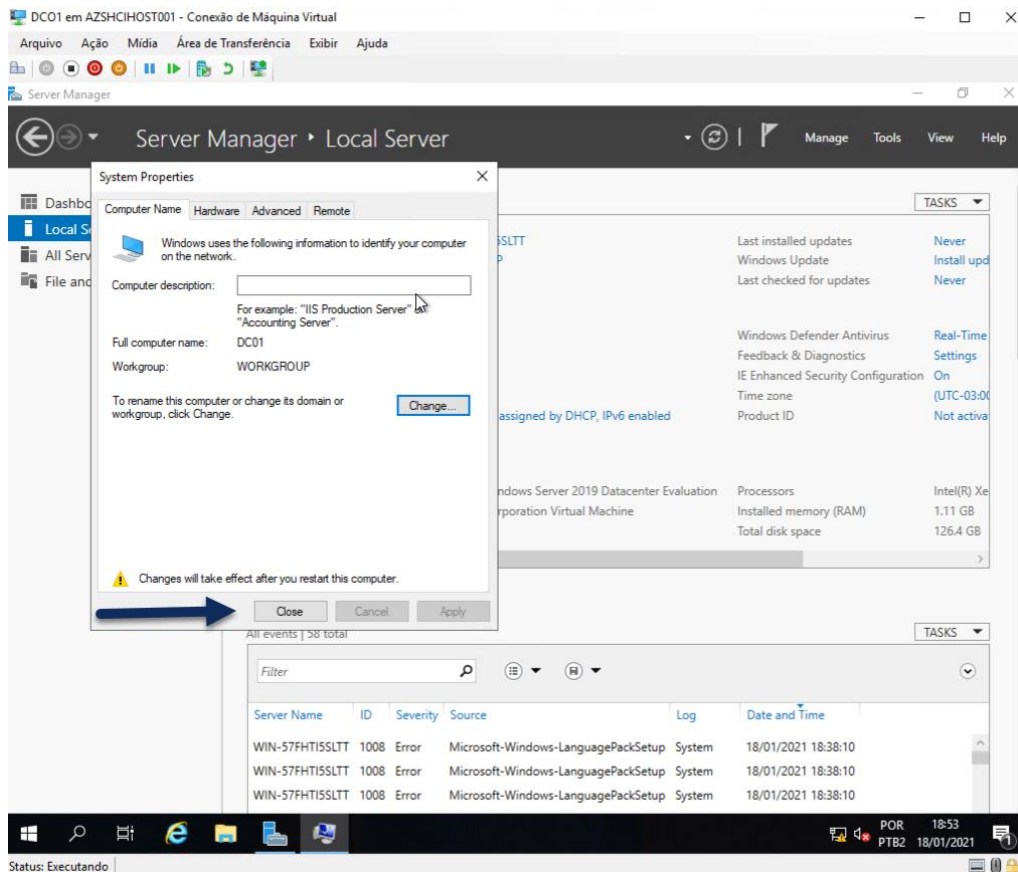 DCO1 em AZSHCIHOST001 - Conexão de Máquina Virtual
Arquivo Ação Mídia Área de Transferência Exibir Ajuda
Server Manager
Server Manager ‣ Local Server
Manage Tools View Help
System Properties
Computer Name Hardware Advanced Remote
Windows uses the following information to identify your computer
on the network.
Computer description:
For example: "IIS Production Server" or
"Accounting Server".
Full computer name: DC01
Workgroup: WORKGROUP
To rename this computer or change its domain or
workgroup, click Change.
Change...
Changes will take effect after you restart this computer.
Close Cancel Apply
Dashbo
Local Se
All Serv
File and
TASKS
5SLTT
Last installed updates Never
Windows Update Install upd
Last checked for updates Never
Windows Defender Antivirus Real-Time
Feedback & Diagnostics Settings
IE Enhanced Security Configuration On
Time zone (UTC-03:00
assigned by DHCP, IPv6 enabled Product ID Not activa
ndows Server 2019 Datacenter Evaluation Processors Intel(R) Xe
rporation Virtual Machine Installed memory (RAM) 1.11 GB
Total disk space 126.4 GB
All events | 58 total
TASKS
Filter
Server Name ID Severity Source Log Date and Time
WIN-57FHTI5SLTT 1008 Error Microsoft-Windows-LanguagePackSetup System 18/01/2021 18:38:10
WIN-57FHTI5SLTT 1008 Error Microsoft-Windows-LanguagePackSetup System 18/01/2021 18:38:10
WIN-57FHTI5SLTT 1008 Error Microsoft-Windows-LanguagePackSetup System 18/01/2021 18:38:10
POR 18:53
PTB2 18/01/2021
1
Status: Executando